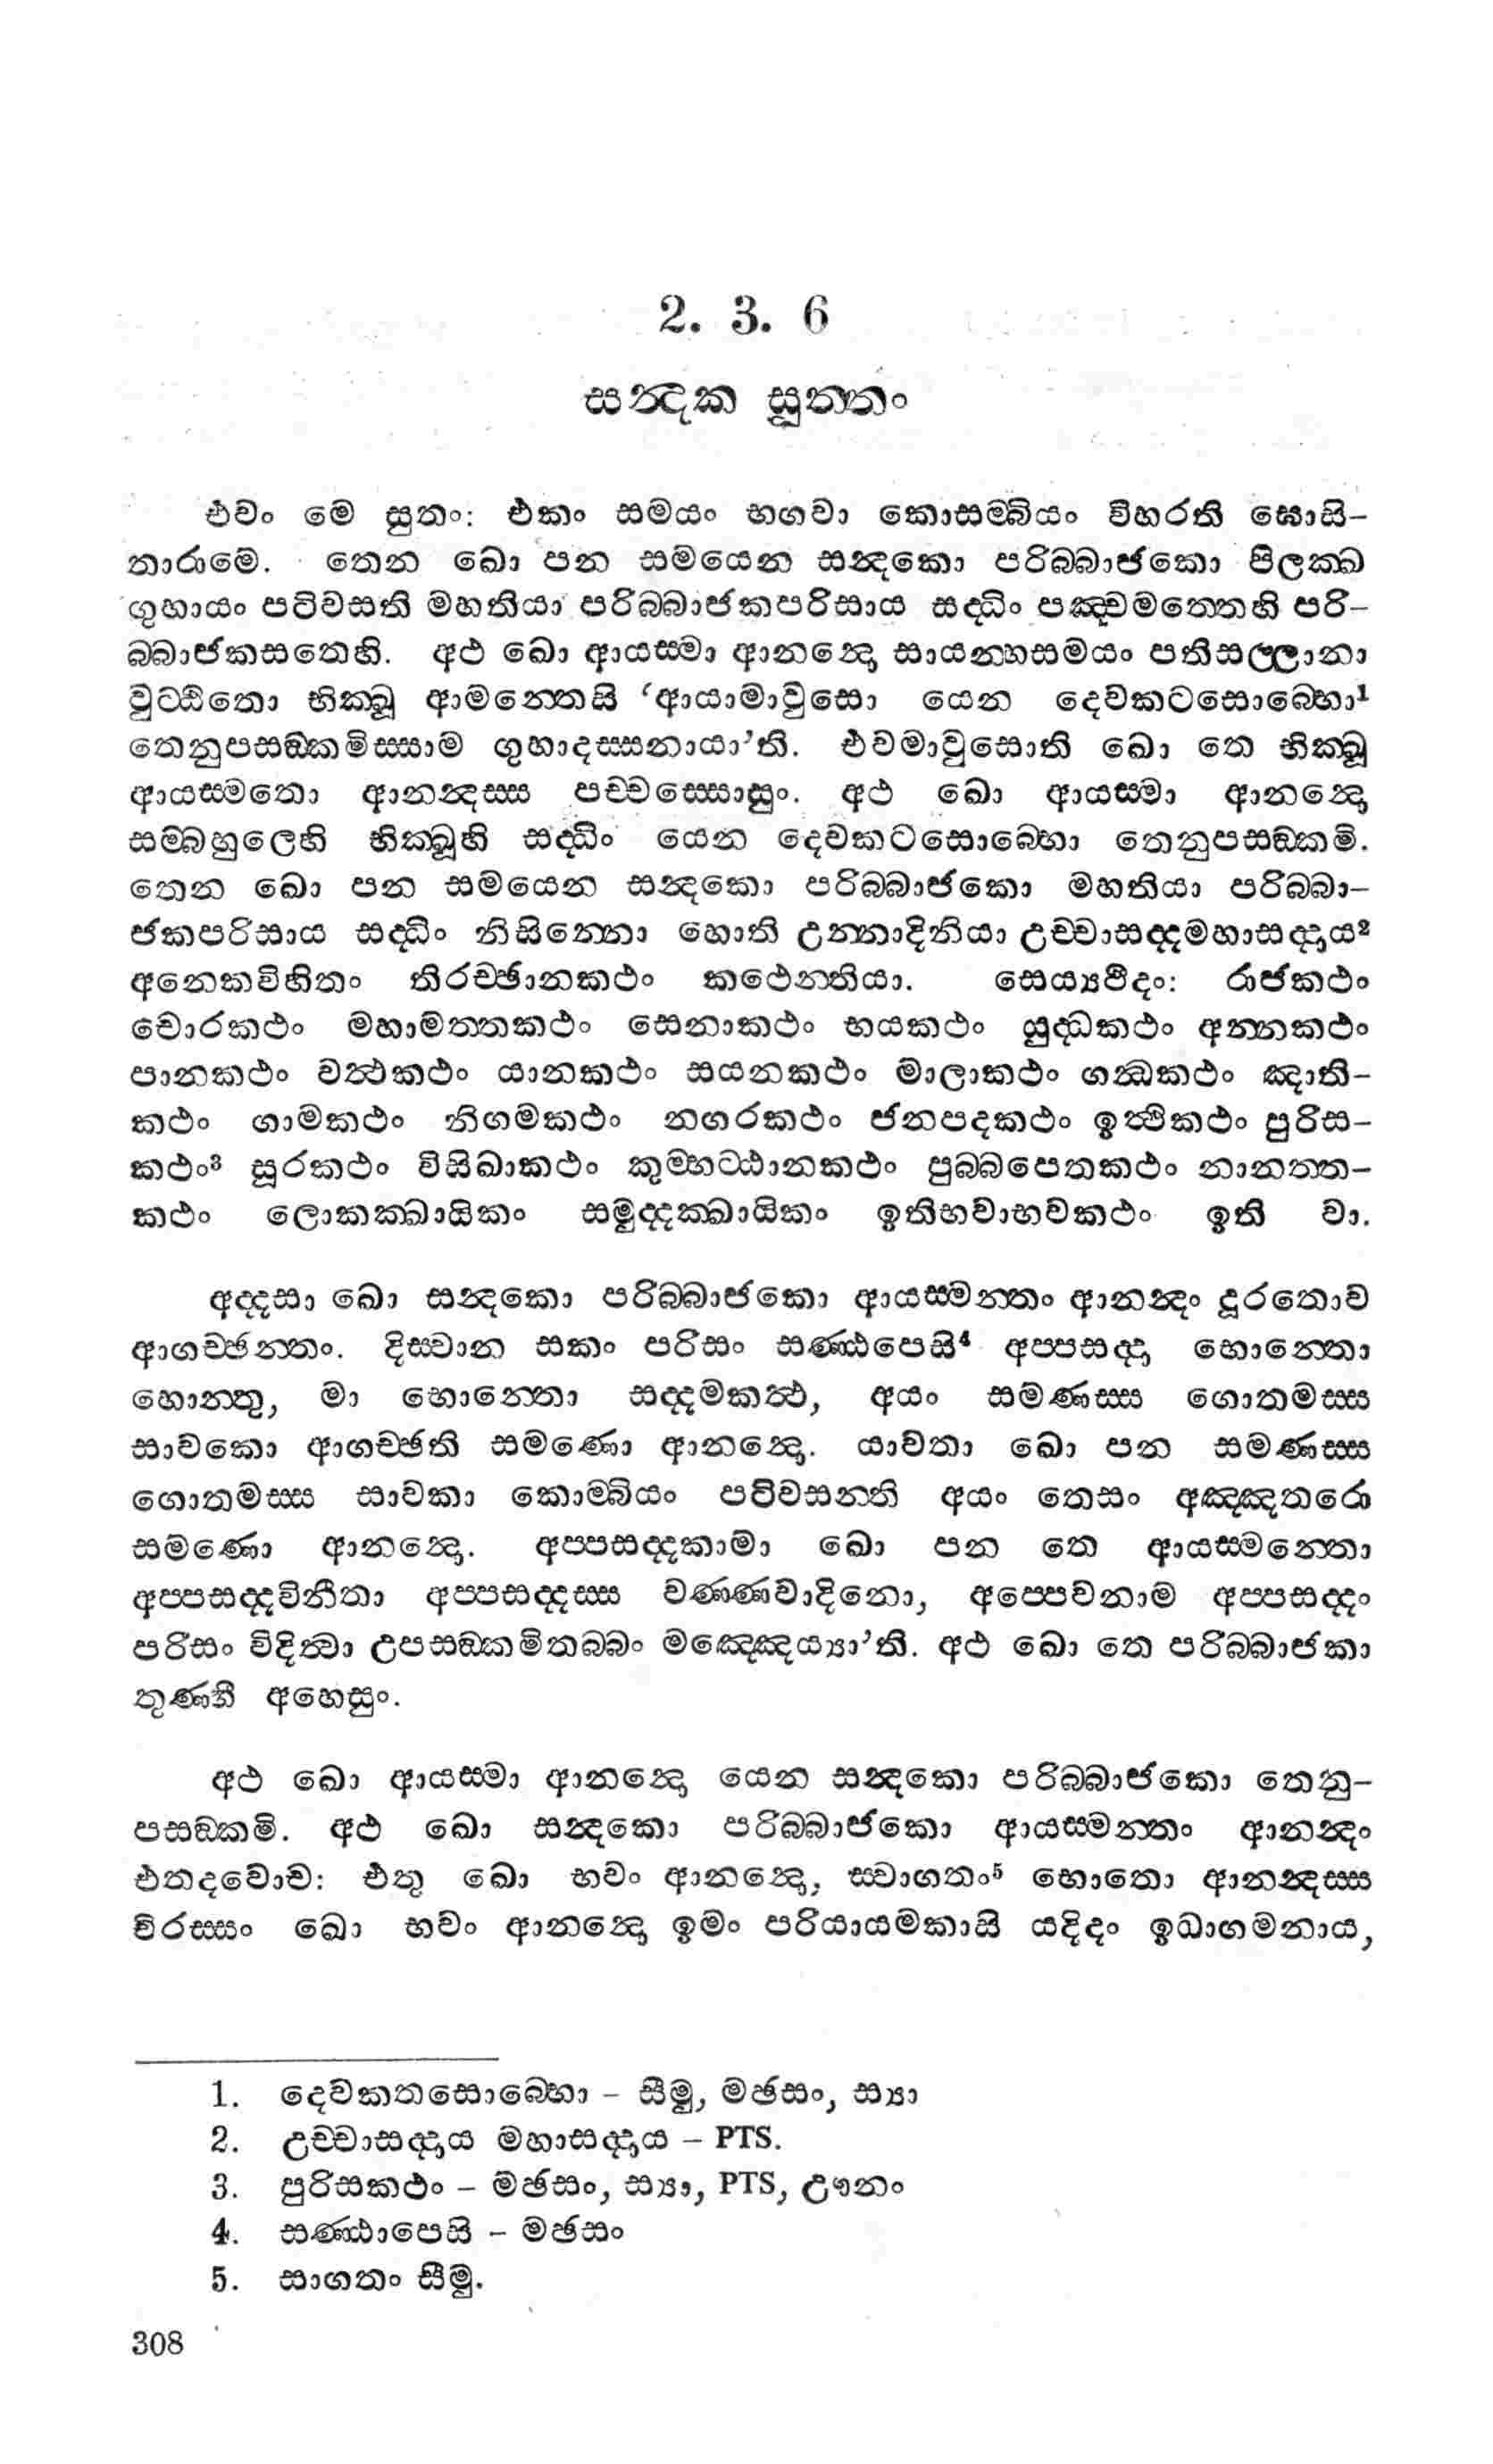 2. 3. 6
සන්‍දක සුත්‍තං
එවං මෙ සුතං: එකං සමයං භගවා කොසම්බියං විහරති ඝොසි-
තාරාමෙ. තෙන ඛො පන සමයෙන සන්‍දකො පරිබ්බාජකො පිලක්ඛ
ගුහායං පටිවසති මහතියා පරිබ්බාජකපරිසාය සද්ධිං පඤ්චමත්තෙහි පරි-
බ්බාජකසතෙහි. අථ ඛො ආයස්මා ආනන්‍දො සායන්හසමයං පතිසල්ලානා
වුට්ඨිතො භික්ඛූ ආමන්තෙසි ‘ආයාමාවුසො යෙන දෙවකටසොබ්භො¹
තෙනුපසඞ්කමිස්සාම ගුහාදස්සනායා’ති. එවමාවුසොති ඛො තෙ භික්ඛූ
ආයස්මතො ආනන්‍දස්ස පච්චස්සොසුං. අථ ඛො ආයස්මා ආනන්‍දො
සම්බහුලෙහි භික්ඛූහි සද්ධිං යෙන දෙවකටසොබ්භො තෙනුපසඞ්කමි.
තෙන ඛො පන සමයෙන සන්‍දකො පරිබ්බාජකො මහතියා පරිබ්බා-
ජකපරිසාය සද්ධිං නිසින්නො හොති උන්නාදිනියා උච්චාසද්දමහාසද්දාය²
අනෙකවිහිතං තිරච්ඡානකථං කථෙන්තියා. සෙය්‍යථීදං: රාජකථං
චොරකථං මහාමත්තකථං සෙනාකථං භයකථං යුද්ධකථං අන්නකථං
පානකථං වත්‍ථකථං යානකථං සයනකථං මාලාකථං ගන්‍ධකථං ඤාති-
කථං ගාමකථං නිගමකථං නගරකථං ජනපදකථං ඉත්‍ථිකථං පුරිස-
කථං³ සූරකථං විසිඛාකථං කුම්භට්ඨානකථං පුබ්බපෙතකථං නානත්ත-
කථං ලොකක්ඛායිකං සමුද්දක්ඛායිකං ඉතිභවාභවකථං ඉති වා.
අද්දසා ඛො සන්‍දකො පරිබ්බාජකො ආයස්මන්තං ආනන්‍දං දූරතොව
ආගච්ඡන්තං. දිස්වාන සකං පරිසං සණ්ඨපෙසි⁴ අප්පසද්දා භොන්තො
හොන්තු, මා භොන්තො සද්දමකත්‍ථ, අයං සමණස්ස ගොතමස්ස
සාවකො ආගච්ඡති සමණො ආනන්‍දො. යාවතා ඛො පන සමණස්ස
ගොතමස්ස සාවකා කොම්බියං පටිවසන්ති අයං තෙසං අඤ්ඤතරො
සමණො ආනන්‍දො. අප්පසද්දකාමා ඛො පන තෙ ආයස්මන්තො
අප්පසද්දවිනීතා අප්පසද්දස්ස වණ්ණවාදිනො, අප්පෙවනාම අප්පසද්දං
පරිසං විදිත්‍වා උපසඞ්කමිතබ්බං මඤ්ඤෙය්‍යා’ති. අථ ඛො තෙ පරිබ්බාජකා
තුණ්හී අහෙසුං.
අථ ඛො ආයස්මා ආනන්‍දො යෙන සන්‍දකො පරිබ්බාජකො තෙනු-
පසඞ්කමි. අථ ඛො සන්‍දකො පරිබ්බාජකො ආයස්මන්තං ආනන්‍දං
එතදවොච: එතු ඛො භවං ආනන්‍දො, ස්වාගතං⁵ භොතො ආනන්‍දස්ස
චිරස්සං ඛො භවං ආනන්‍දො ඉමං පරියායමකාසි යදිදං ඉධාගමනාය,
1. දෙවකතසොබ්භො – සීමු, මඡසං, ස්‍යා
2. උච්චාසද්දාය මහාසද්දාය – PTS.
3. පුරිසකථං – මඡසං, ස්‍යා, PTS, ඌනං
4. සණ්ඨාපෙසි – මඡසං
5. සාගතං සීමු.
308